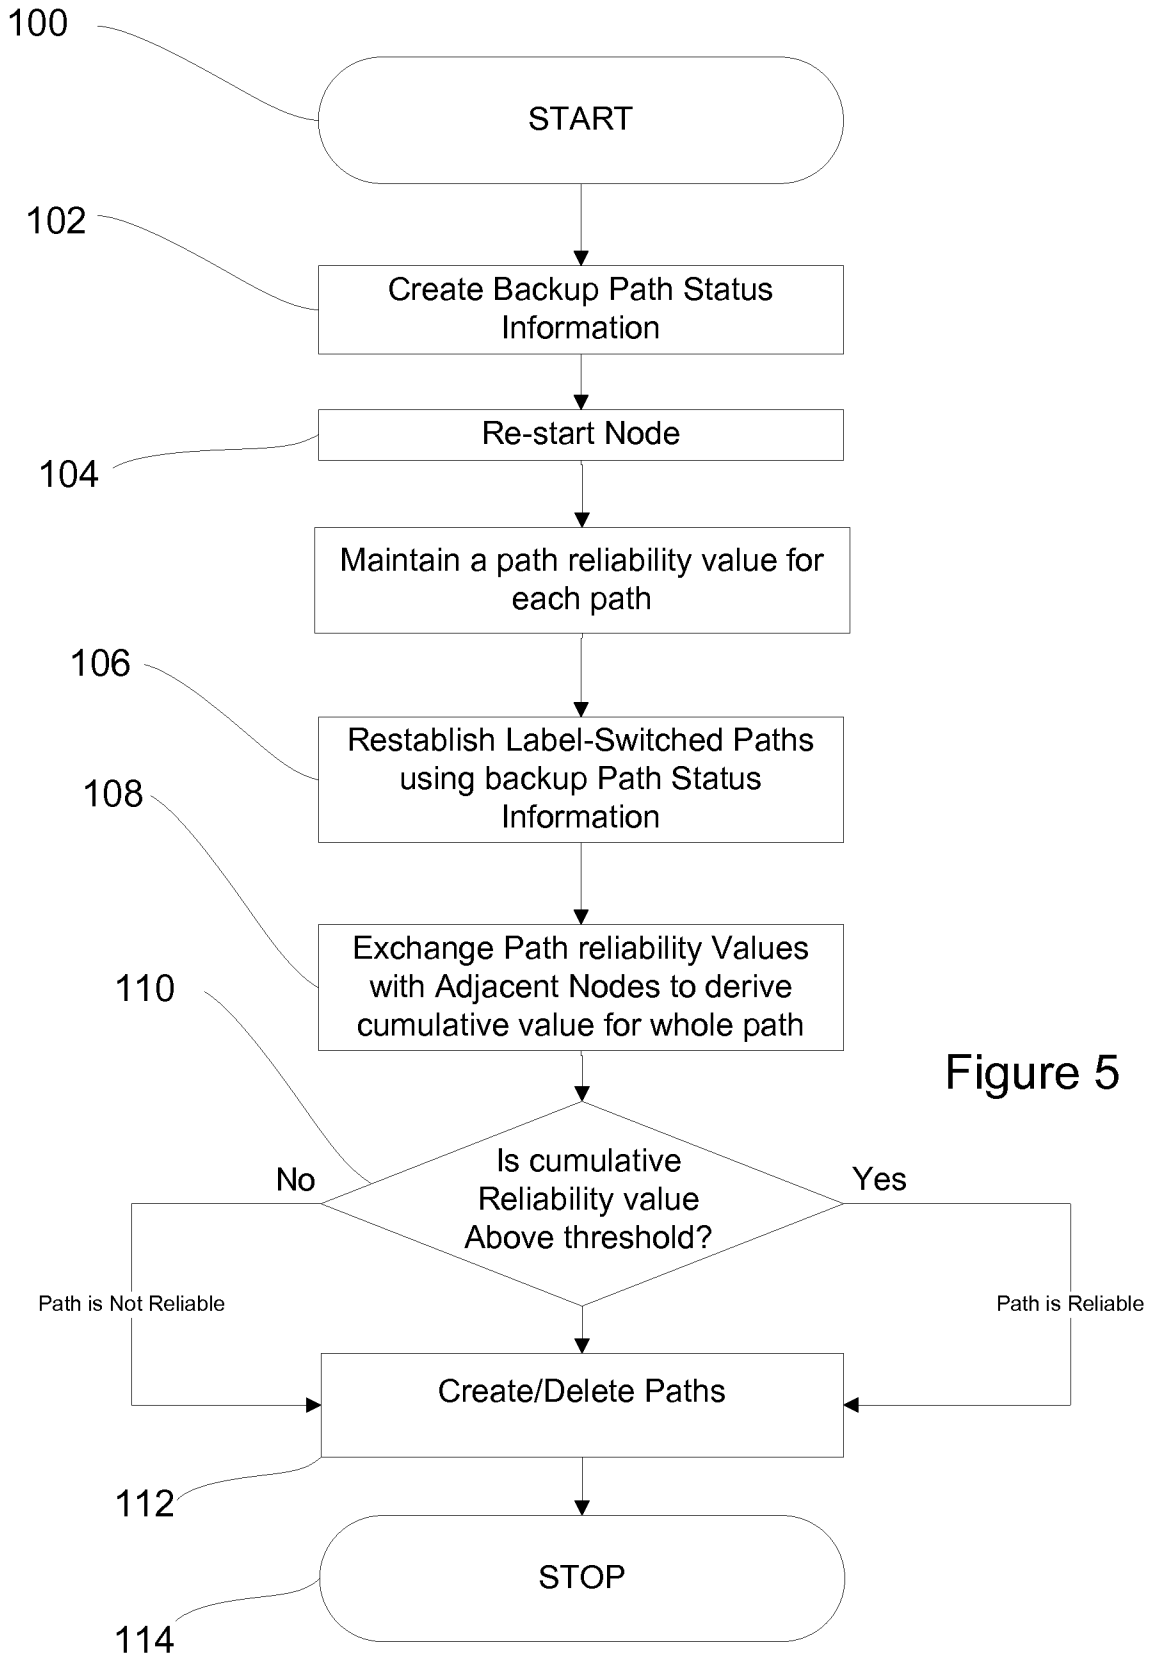 100
START
102
Create Backup Path Status
Information
Re-start Node
104
Maintain a path reliability value for
each path
106
Restablish Label-Switched Paths
using backup Path Status
Information
108
Exchange Path reliability Values
with Adjacent Nodes to derive
cumulative value for whole path
110
Figure 5
Is cumulative
Reliability value
Above threshold?
No
Yes
Path is Not Reliable
Path is Reliable
Create/Delete Paths
112
STOP
114